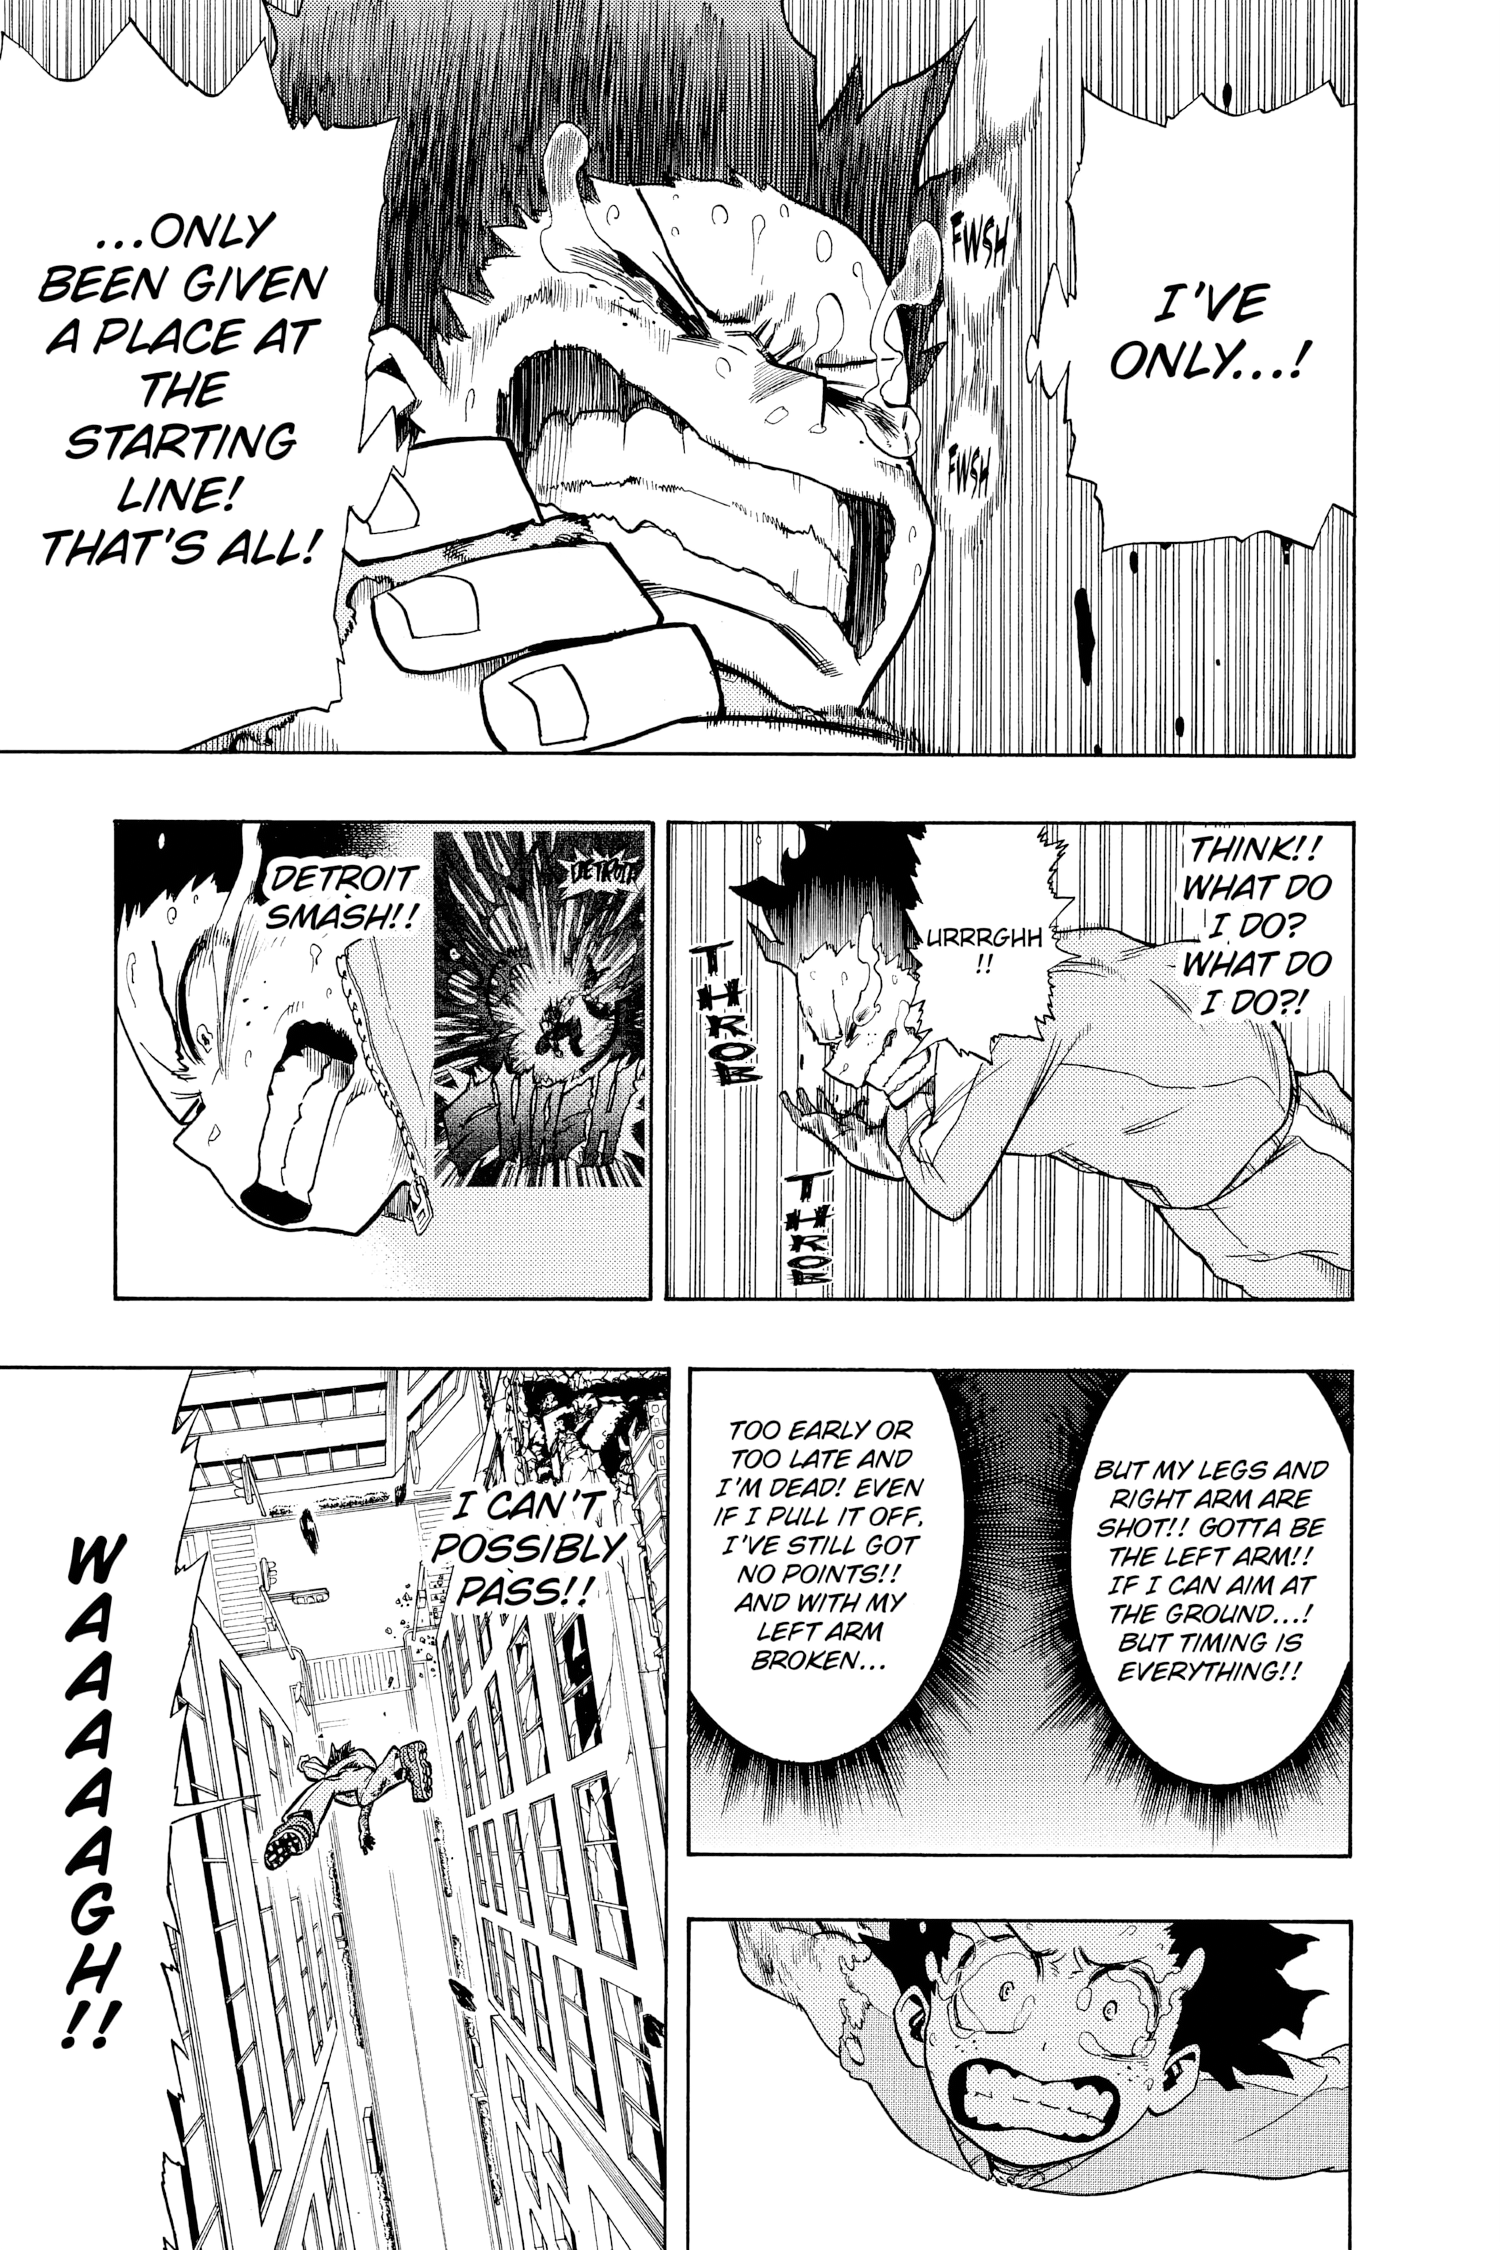 I'VE
ONLY...!
FWSH
FWSH
...ONLY
BEEN GIVEN
A PLACE AT
THE
STARTING
LINE!
THAT'S ALL!
THINK!!
WHAT DO
I DO?
WHAT DO
I DO?!
URRRGHH
!!
THROB
THROB
DETROIT
SMASH!!
DETROIT
SMASH
BUT MY LEGS AND
RIGHT ARM ARE
SHOT!! GOTTA BE
THE LEFT ARM!!
IF I CAN AIM AT
THE GROUND...!
BUT TIMING IS
EVERYTHING!!
TOO EARLY OR
TOO LATE AND
I'M DEAD! EVEN
IF I PULL IT OFF,
I'VE STILL GOT
NO POINTS!!
AND WITH MY
LEFT ARM
BROKEN...
I CAN'T
POSSIBLY
PASS!!
WAAAAAGH!!